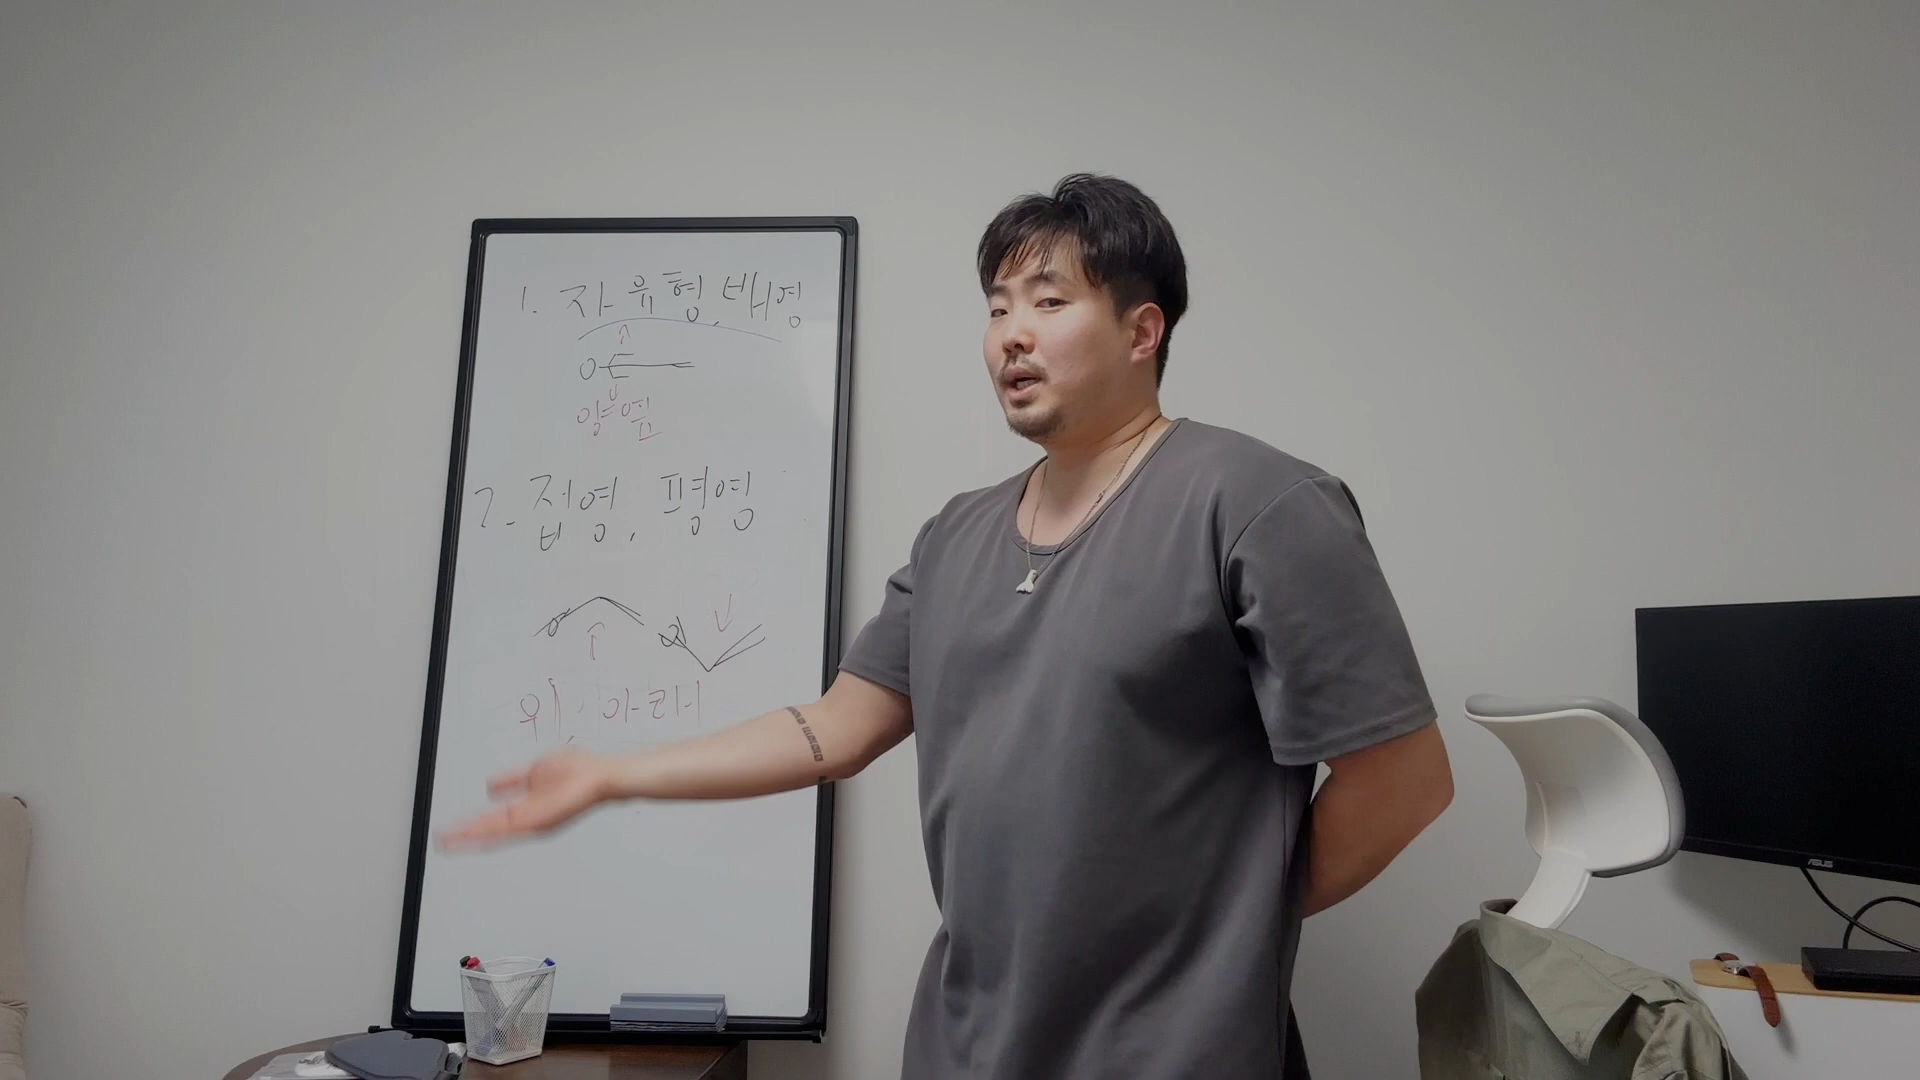 1. 자유형, 배영
양옆
2. 접영, 평영
위, 아래
ASUS